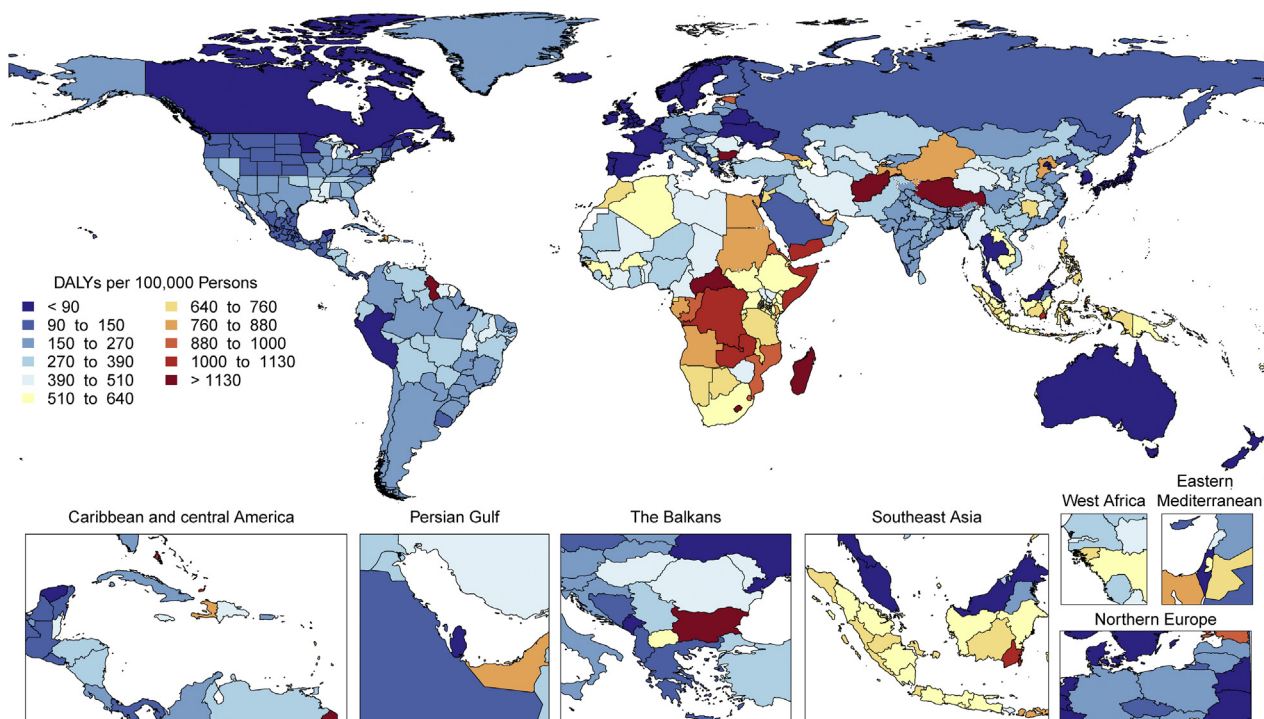 DALYs per 100,000 Persons
< 90
90 to 150
150 to 270
270 to 390
390 to 510
510 to 640
640 to 760
760 to 880
880 to 1000
1000 to 1130
> 1130
Caribbean and central America
Persian Gulf
The Balkans
Southeast Asia
West Africa
Eastern
Mediterranean
Northern Europe